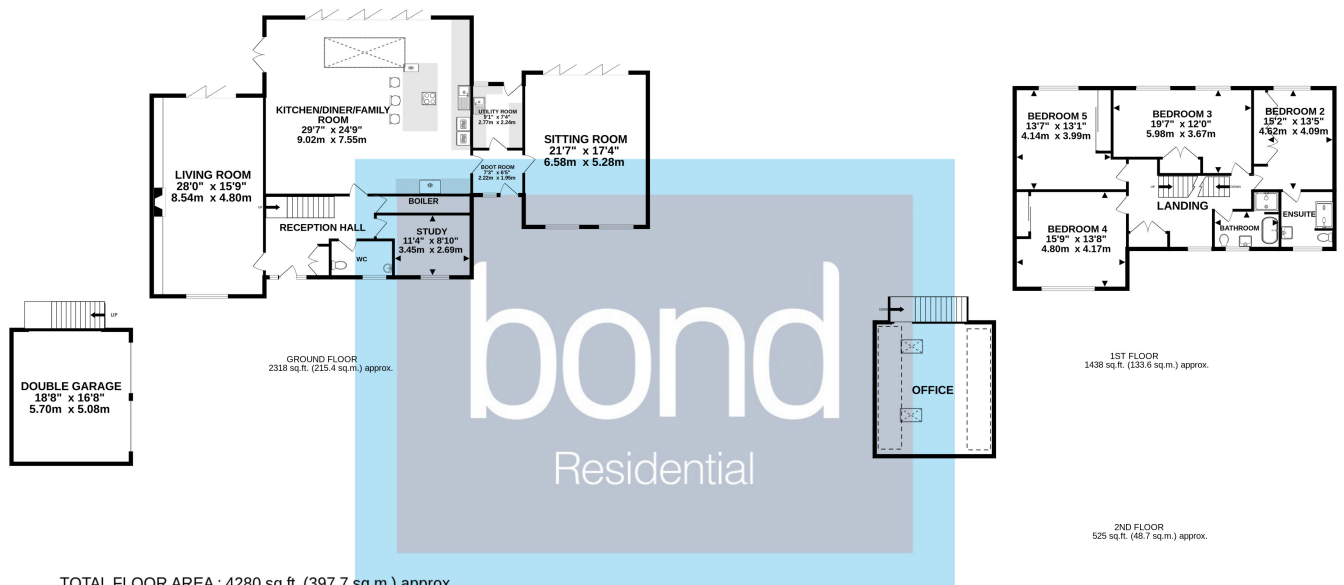 KITCHEN/DINER/FAMILY
ROOM
29'7" x 24'9"
9.02m x 7.55m
UTILITY ROOM
9'1" x 7'4"
2.77m x 2.24m
SITTING ROOM
21'7" x 17'4"
6.58m x 5.28m
BOOT ROOM
7'3" x 6'5"
2.22m x 1.95m
LIVING ROOM
28'0" x 15'9"
8.54m x 4.80m
UP
BOILER
RECEPTION HALL
STUDY
11'4" x 8'10"
3.45m x 2.69m
WC
BEDROOM 5
13'7" x 13'1"
4.14m x 3.99m
BEDROOM 3
19'7" x 12'0"
5.98m x 3.67m
BEDROOM 2
15'2" x 13'5"
4.62m x 4.09m
UP
DOWN
LANDING
BATHROOM
ENSUITE
BEDROOM 4
15'9" x 13'8"
4.80m x 4.17m
UP
DOUBLE GARAGE
18'8" x 16'8"
5.70m x 5.08m
GROUND FLOOR
2318 sq.ft. (215.4 sq.m.) approx.
DOWN
OFFICE
1ST FLOOR
1438 sq.ft. (133.6 sq.m.) approx.
bond
Residential
2ND FLOOR
525 sq.ft. (48.7 sq.m.) approx.
TOTAL FLOOR AREA : 4280 sq.ft. (397.7 sq.m.) approx.